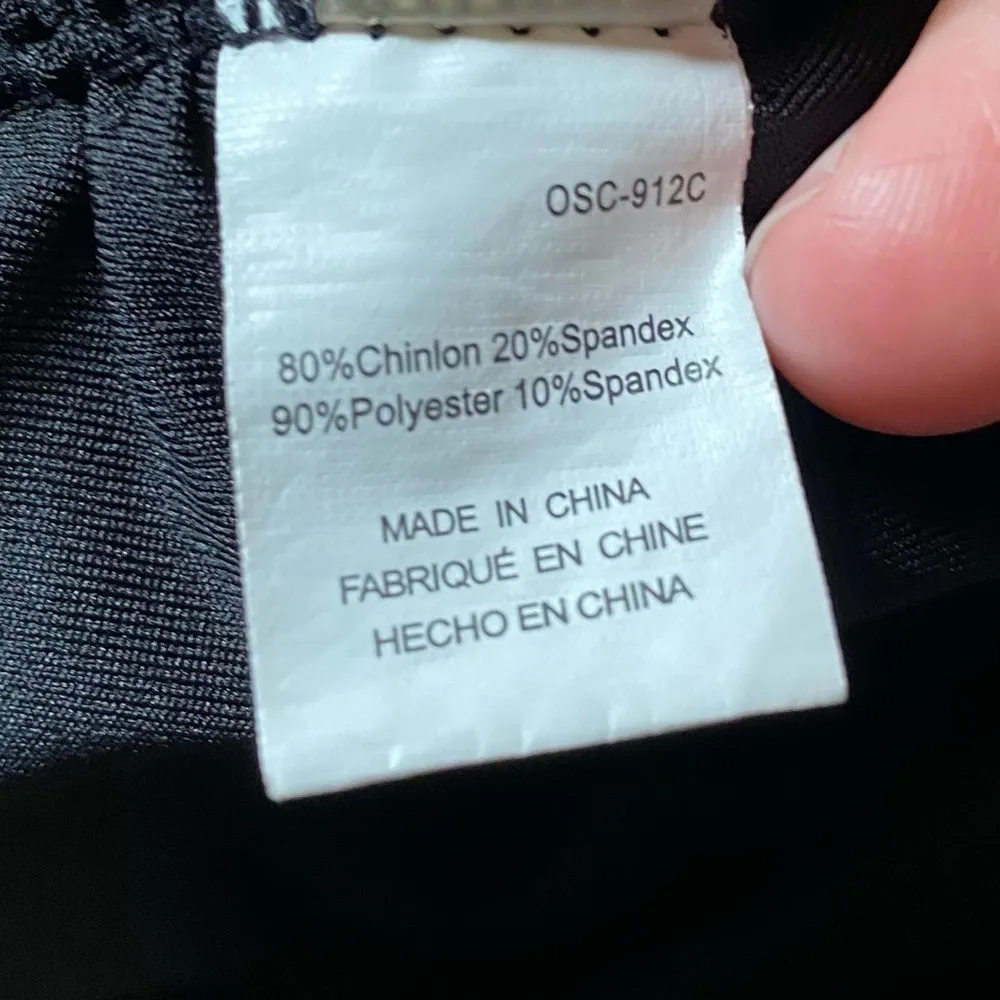 OSC-912C
80%Chinlon 20%Spandex
90%Polyester 10%Spandex
MADE IN CHINA
FABRIQUÉ EN CHINE
HECHO EN CHINA